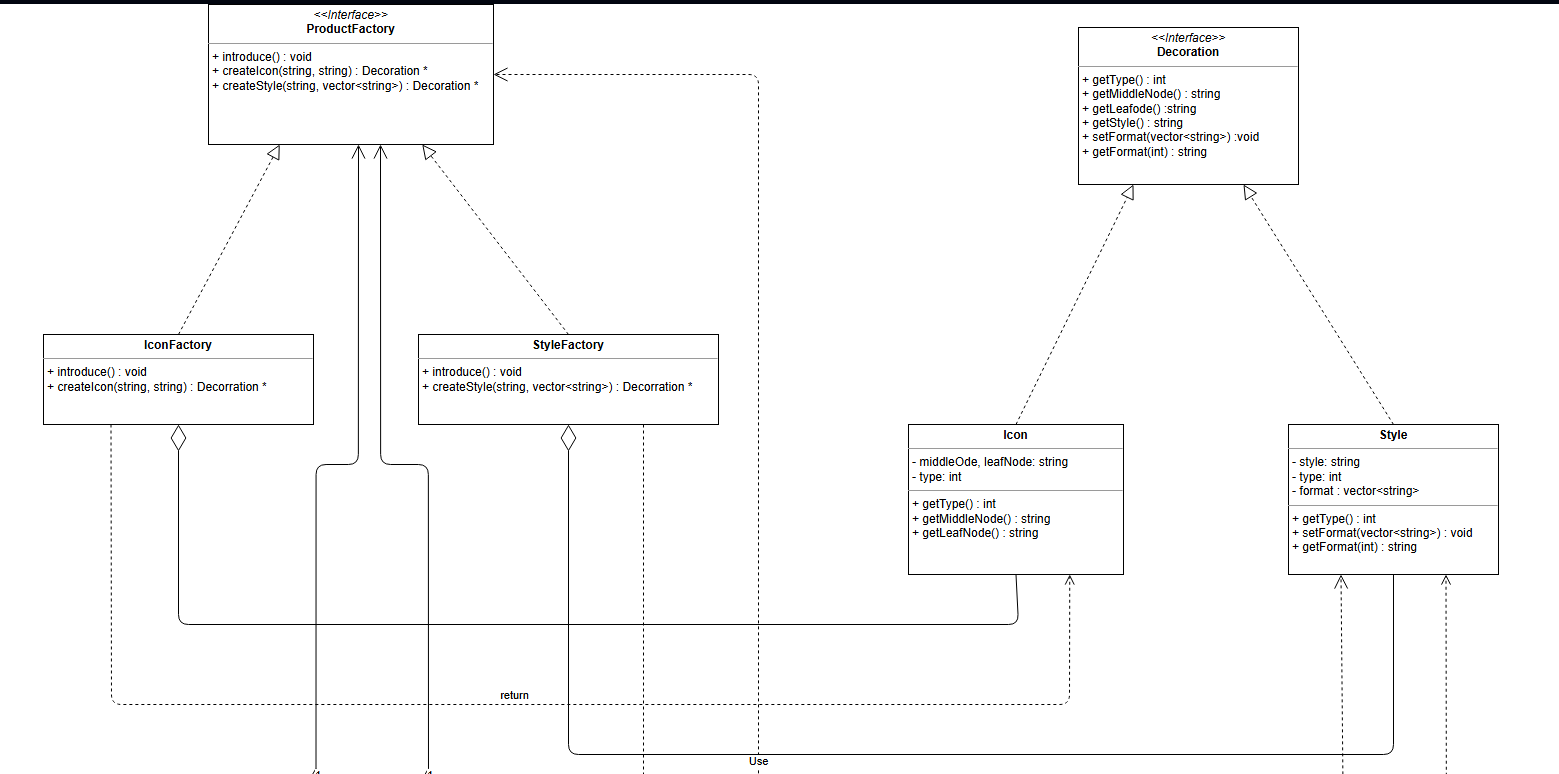 <<Interface>>
ProductFactory
+ introduce() : void
+ createIcon(string, string) : Decoration *
+ createStyle(string, vector<string>) : Decoration *
<<Interface>>
Decoration
+ getType() : int
+ getMiddleNode() : string
+ getLeafode() :string
+ getStyle() : string
+ setFormat(vector<string>) :void
+ getFormat(int) : string
IconFactory
+ introduce() : void
+ createIcon(string, string) : Decorration *
StyleFactory
+ introduce() : void
+ createStyle(string, vector<string>) : Decorration *
Icon
- middleOde, leafNode: string
- type: int
+ getType() : int
+ getMiddleNode() : string
+ getLeafNode() : string
Style
- style: string
- type: int
- format : vector<string>
+ getType() : int
+ setFormat(vector<string>) : void
+ getFormat(int) : string
return
Use